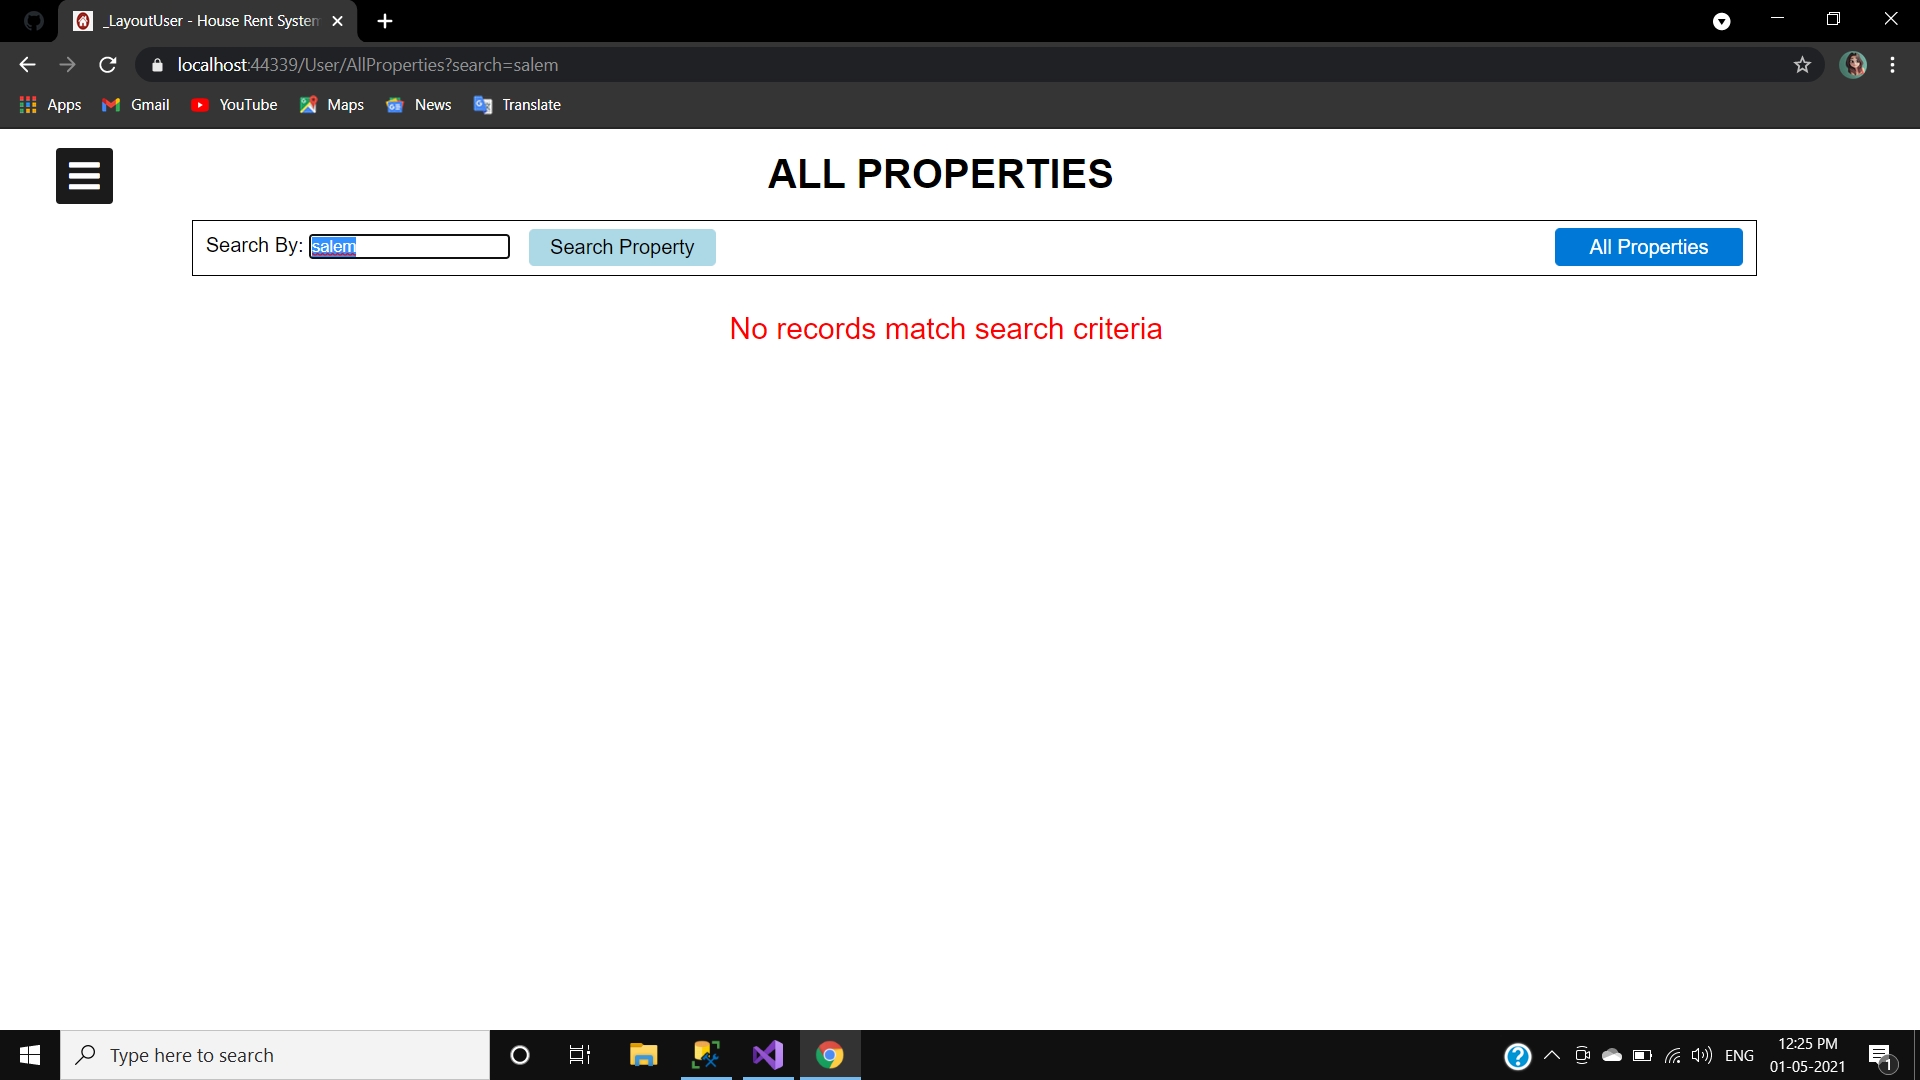 _LayoutUser - House Rent System
localhost:44339/User/AllProperties?search=salem
Apps Gmail YouTube Maps News Translate
ALL PROPERTIES
Search By: salem Search Property All Properties
No records match search criteria
Type here to search
ENG
12:25 PM
01-05-2021
1